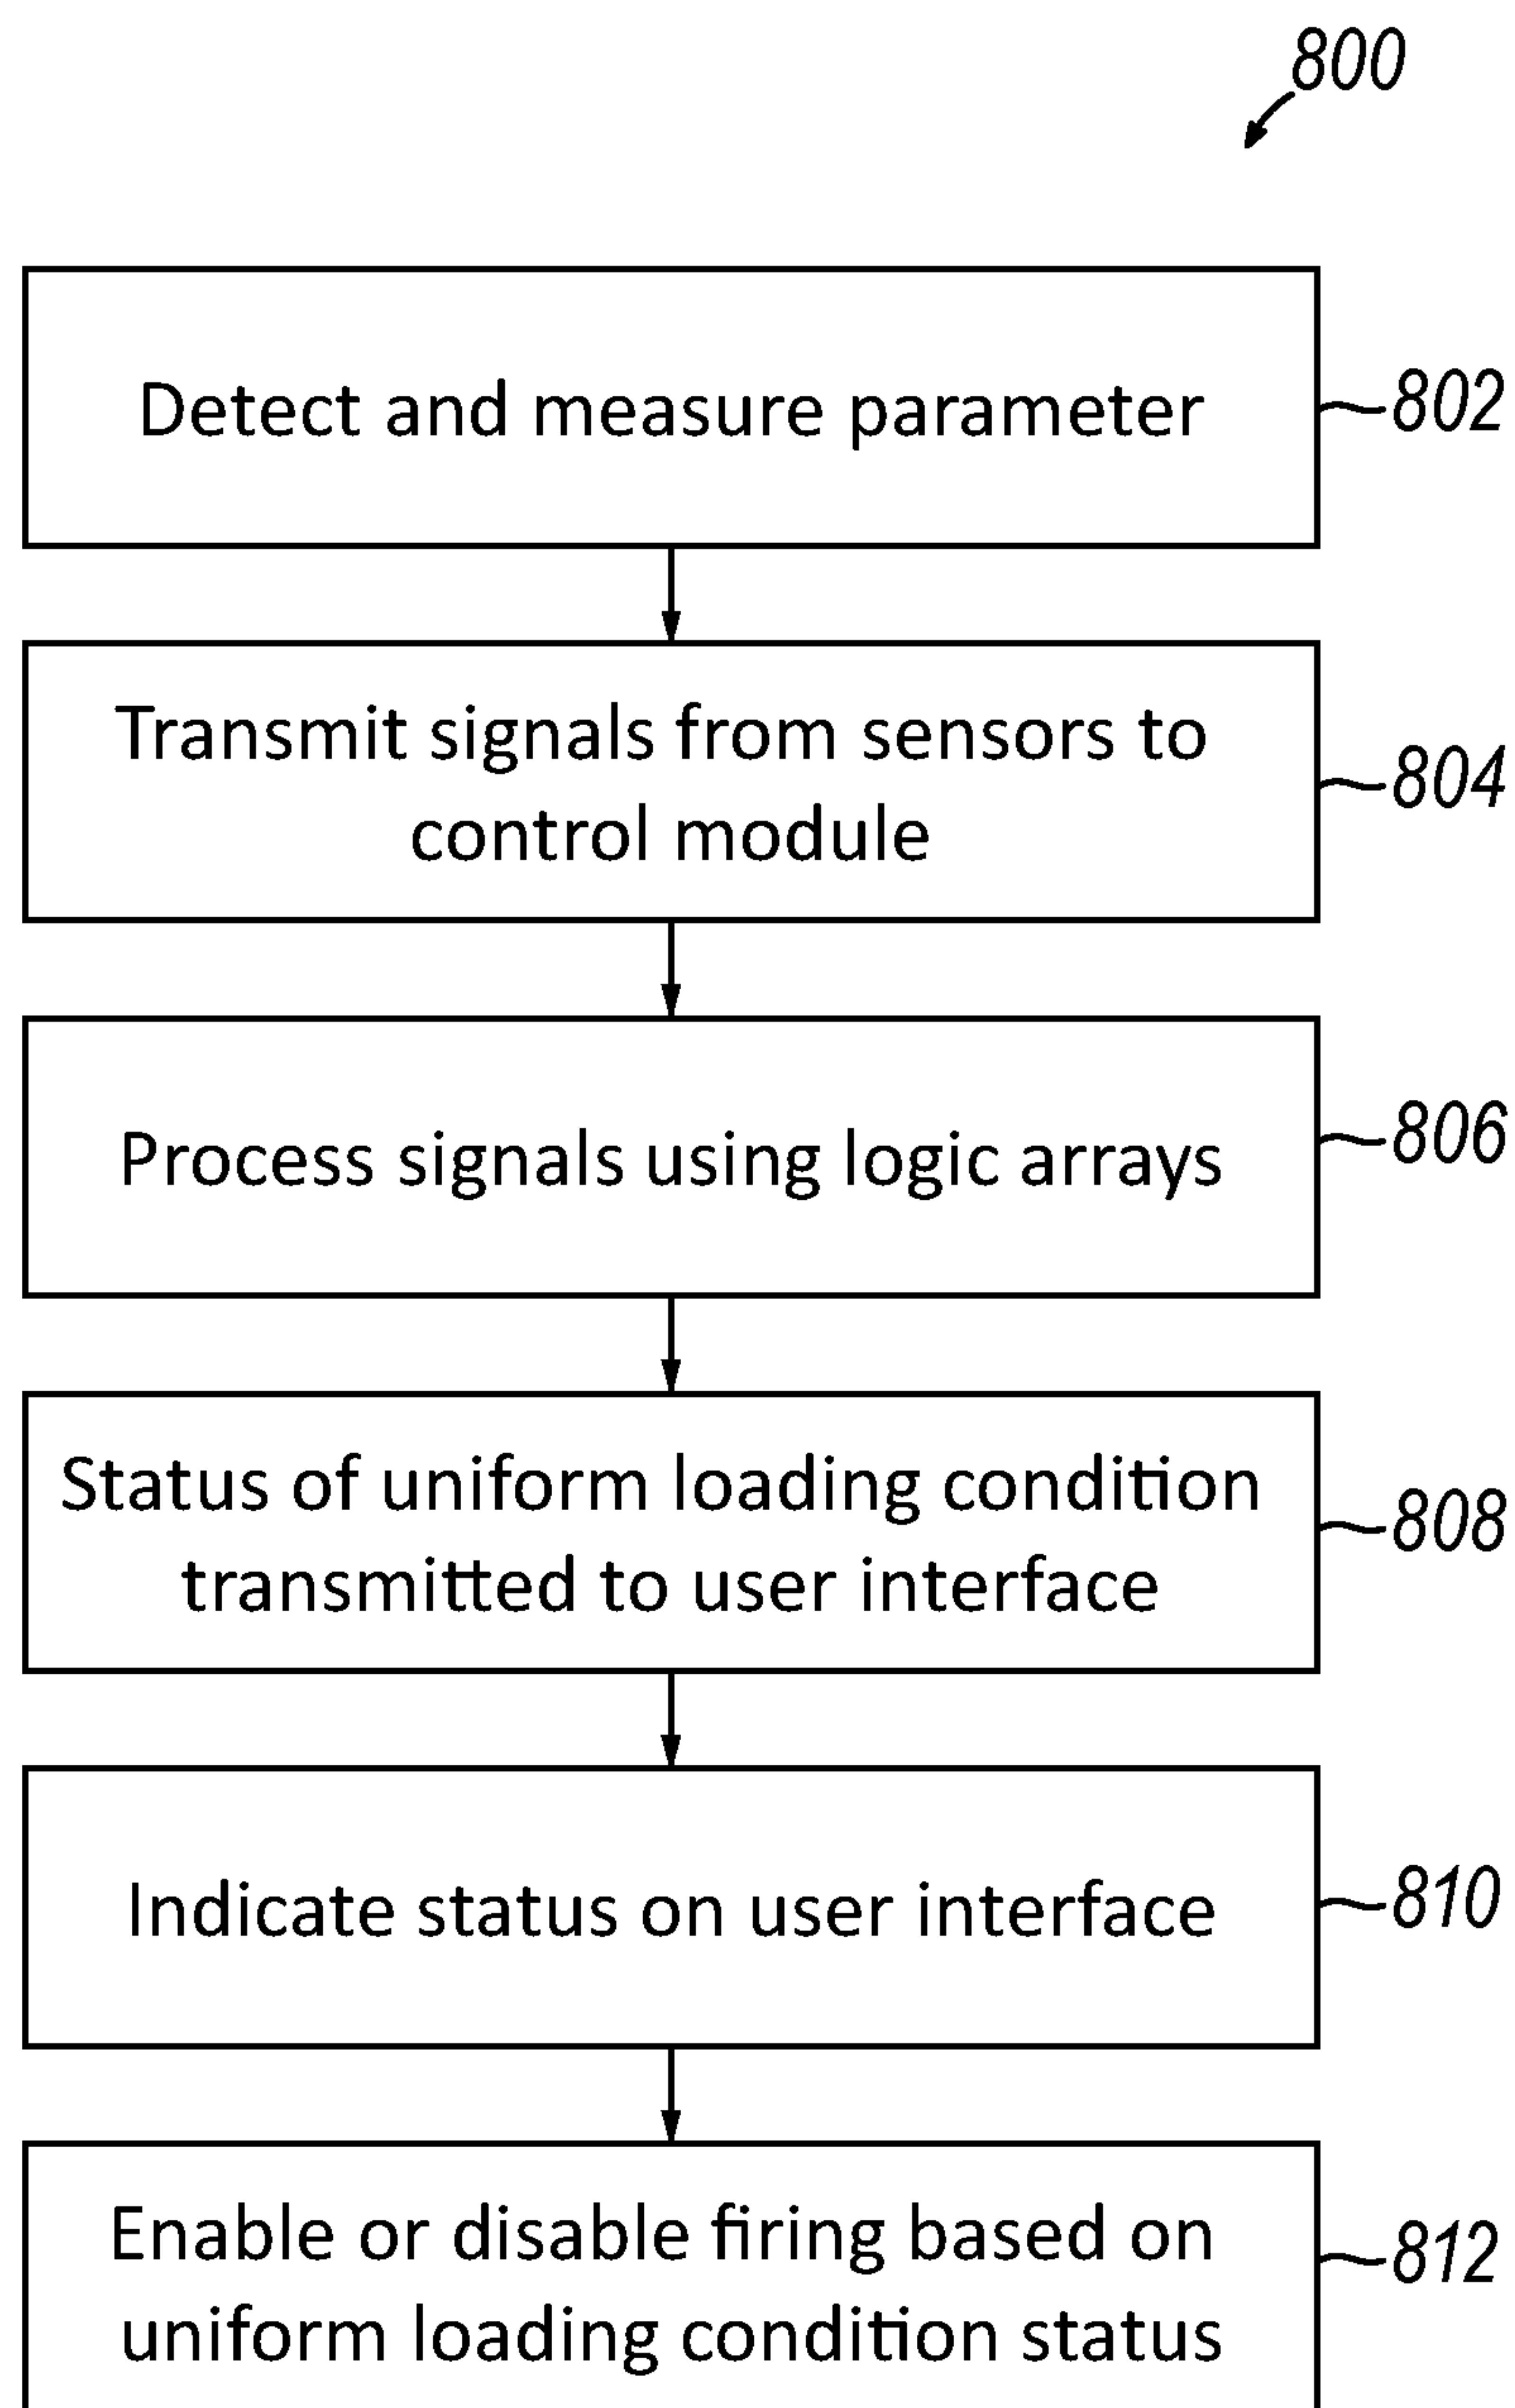 800
Detect and measure parameter
802
Transmit signals from sensors to
control module
804
Process signals using logic arrays
806
Status of uniform loading condition
transmitted to user interface
808
Indicate status on user interface
810
Enable or disable firing based on
uniform loading condition status
812